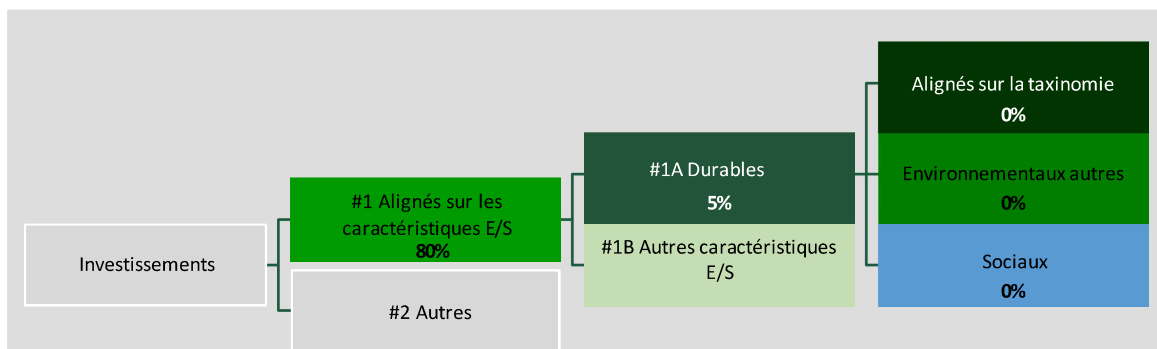 Investissements
#1 Alignés sur les
caractéristiques E/S
80%
#2 Autres
#1A Durables
5%
#1B Autres caractéristiques
E/S
Alignés sur la taxinomie
0%
Environnementaux autres
0%
Sociaux
0%